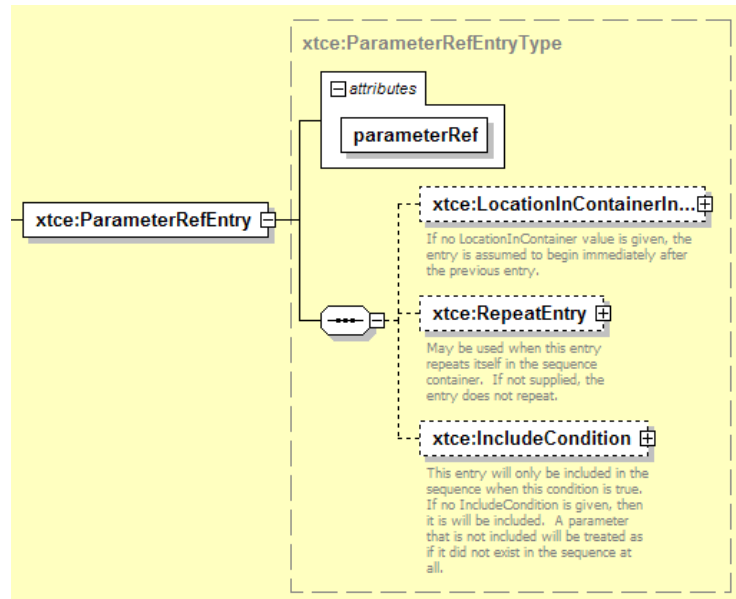 xtce:ParameterRefEntryType
attributes
parameterRef
xtce:ParameterRefEntry
xtce:LocationInContainerIn...
If no LocationInContainer value is given, the
entry is assumed to begin immediately after
the previous entry.
xtce:RepeatEntry
May be used when this entry
repeats itself in the sequence
container.  If not supplied, the
entry does not repeat.
xtce:IncludeCondition
This entry will only be included in the
sequence when this condition is true.
If no IncludeCondition is given, then
it is will be included.  A parameter
that is not included will be treated as
if it did not exist in the sequence at
all.